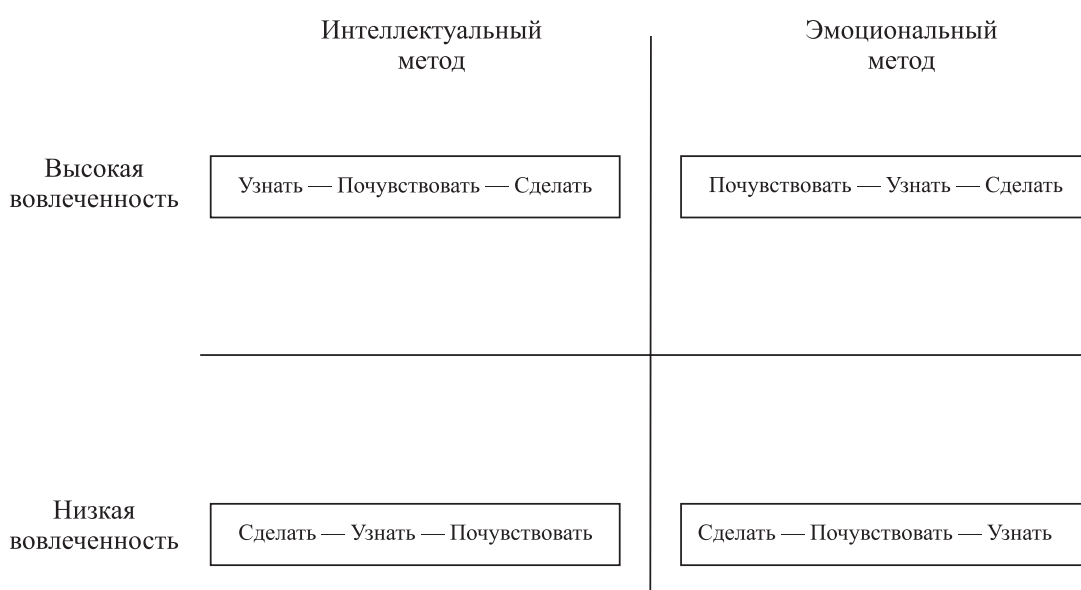 Интеллектуальный
метод
Эмоциональный
метод
Высокая
вовлеченность
Узнать — Почувствовать — Сделать
Почувствовать — Узнать — Сделать
Низкая
вовлеченность
Сделать — Узнать — Почувствовать
Сделать — Почувствовать — Узнать